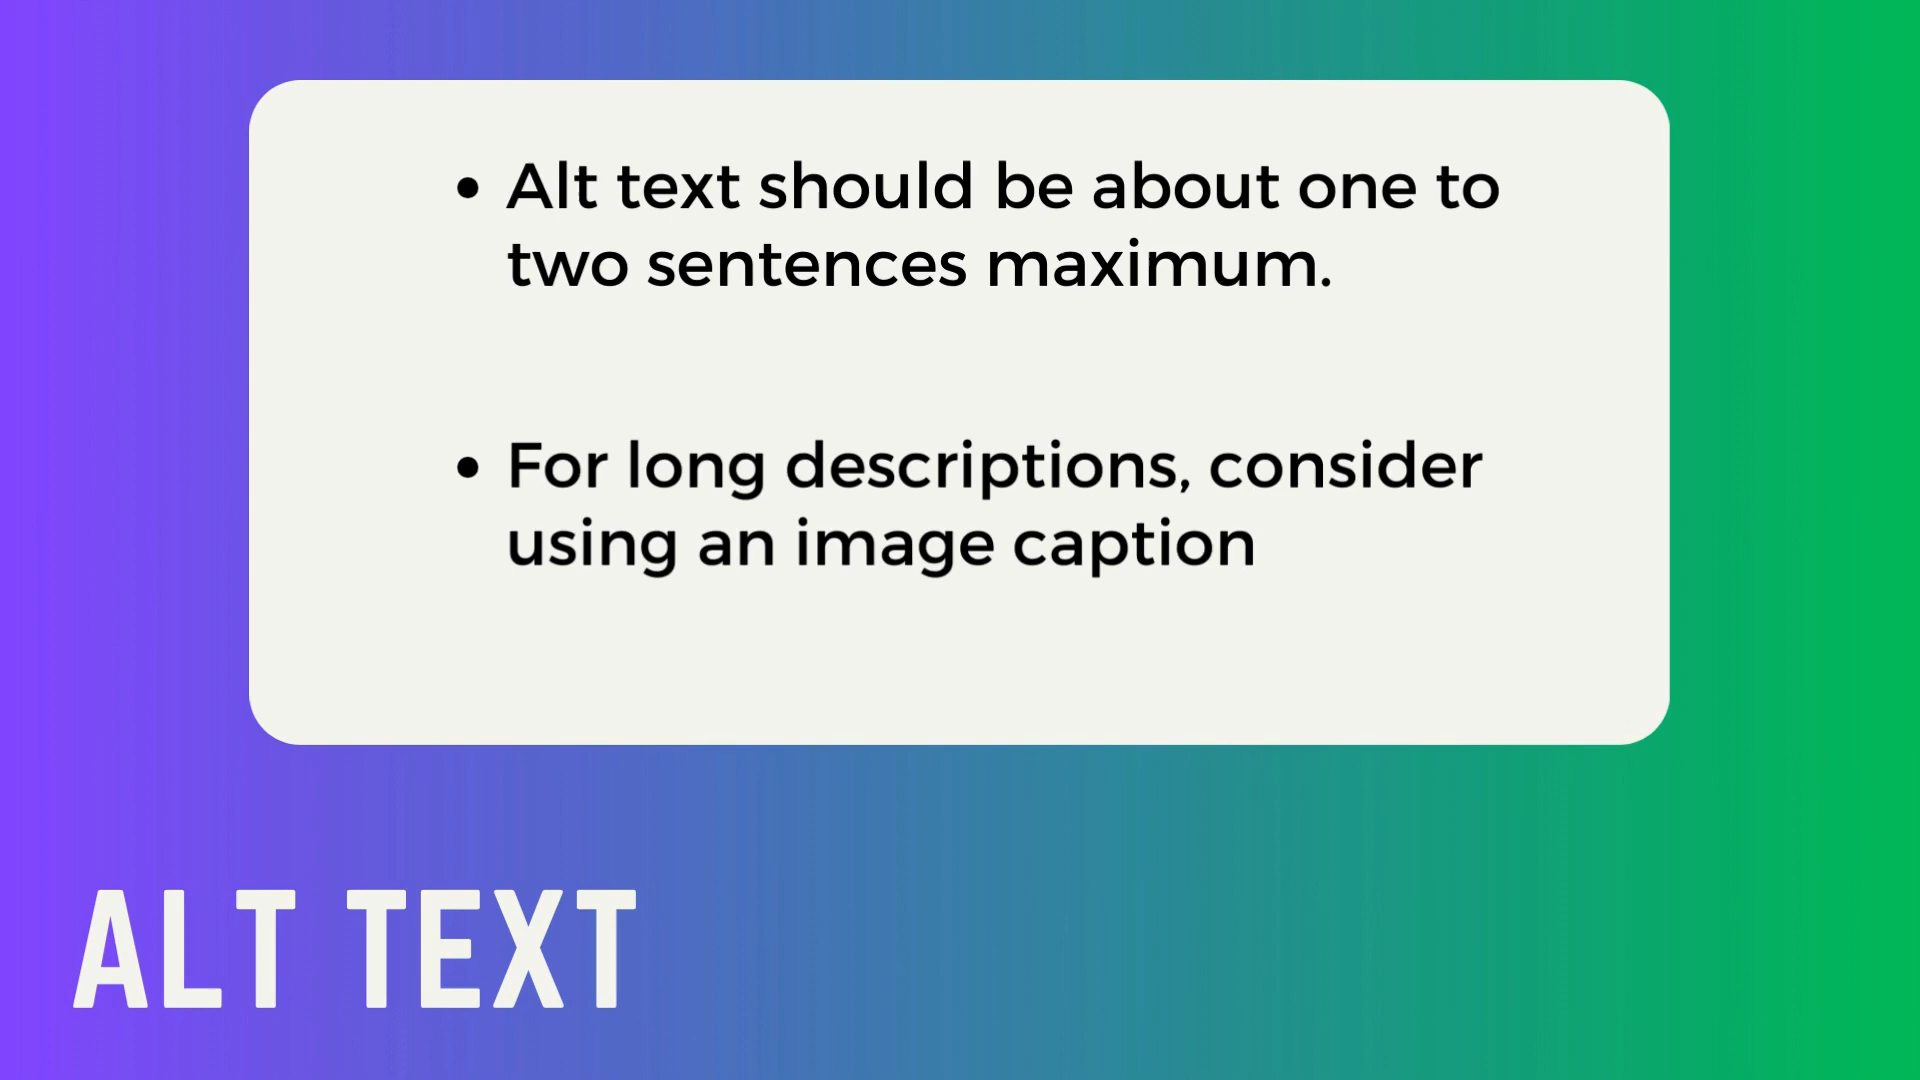 • Alt text should be about one to
two sentences maximum.
• For long descriptions, consider
using an image caption
ALT TEXT